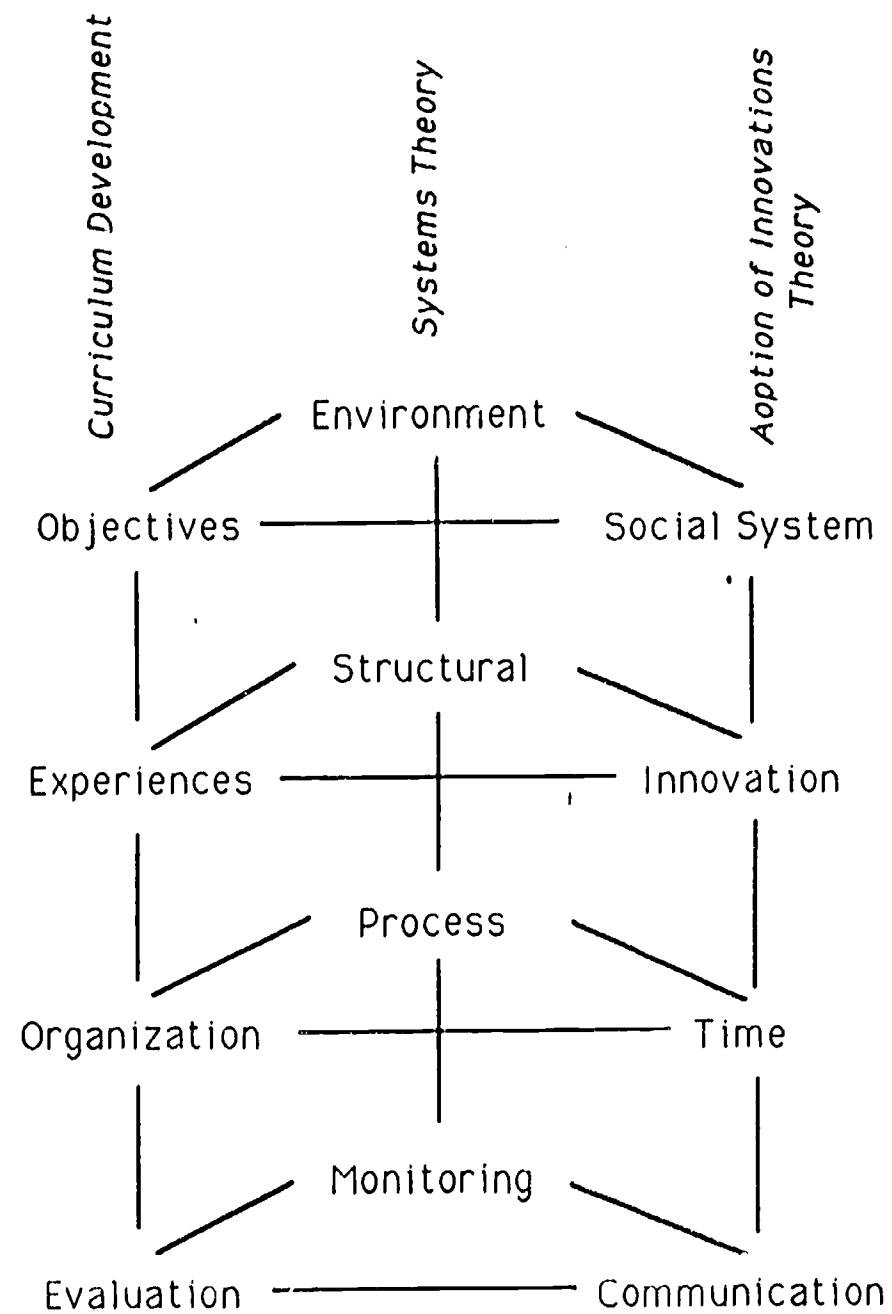 Curriculum Development
Systems Theory
Aoption of Innovations
Theory
Environment
Objectives
Social System
Structural
Experiences
Innovation
Process
Organization
Time
Monitoring
Evaluation
Communication